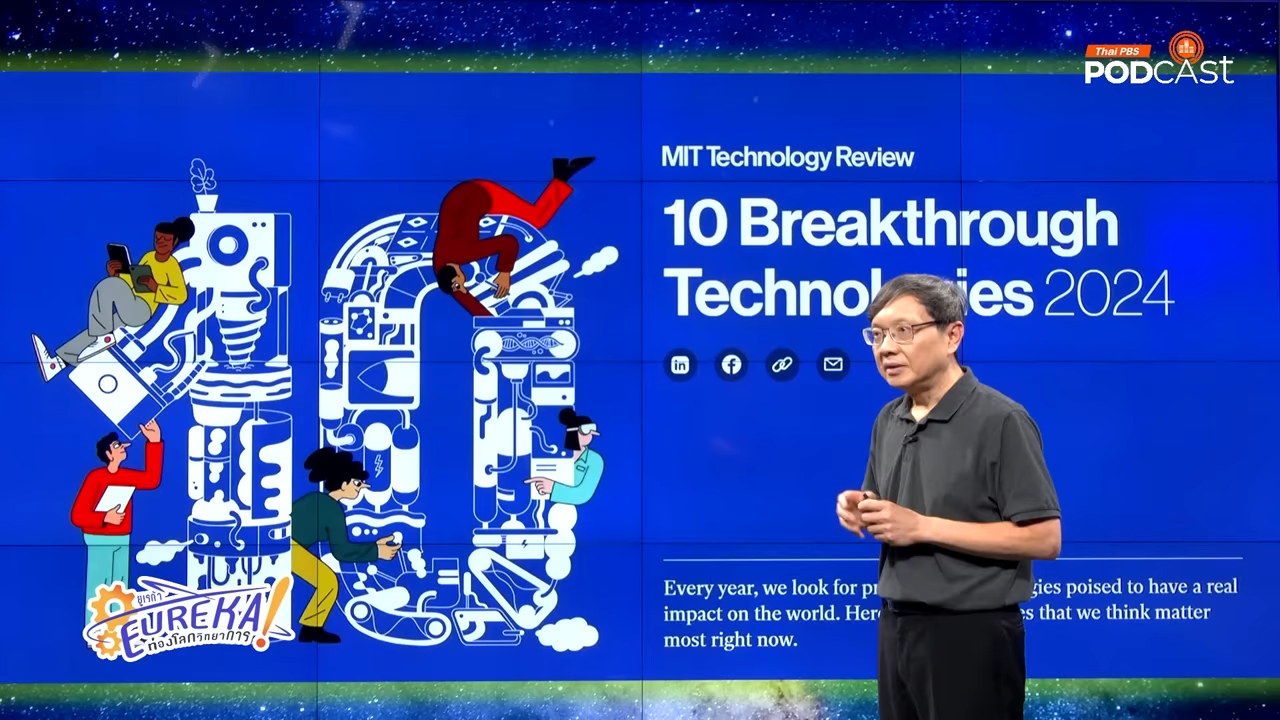 Thai PBS
PODCAST
MIT Technology Review
10 Breakthrough
Technol ies 2024
in
f
Every year, we look for pr gies poised to have a real
impact on the world. Her s that we think matter
most right now.
ยูเรก้า
EUREKA!
ท่องโลกวิทยาการ